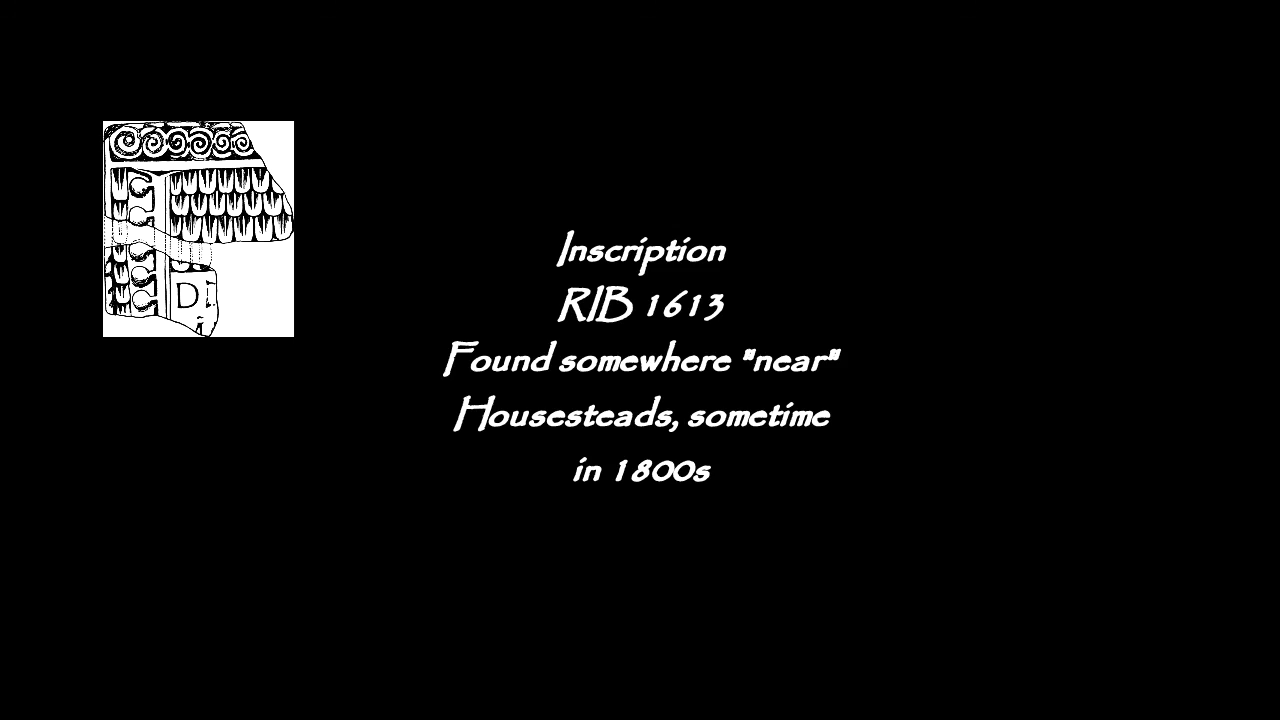 D
Inscription
RIB 1613
Found somewhere "near"
Housesteads, sometime
in 1800s